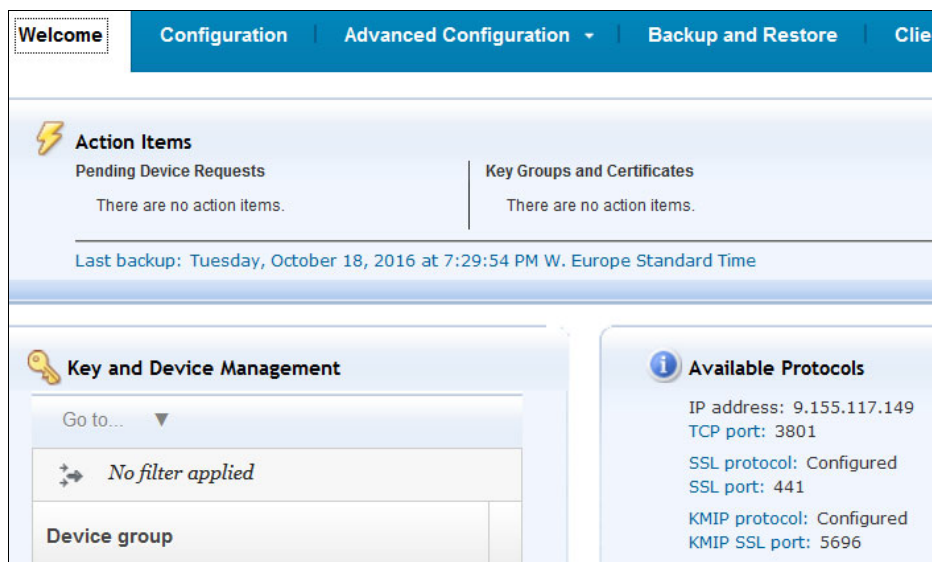 Welcome Configuration Advanced Configuration Backup and Restore
Action Items
Pending Device Requests
There are no action items.
Key Groups and Certificates
There are no action items.
Last backup: Tuesday, October 18, 2016 at 7:29:54 PM W. Europe Standard Time
Key and Device Management
Go to...
No filter applied
Device group
Available Protocols
IP address: 9.155.117.149
TCP port: 3801
SSL protocol: Configured
SSL port: 441
KMIP protocol: Configured
KMIP SSL port: 5696